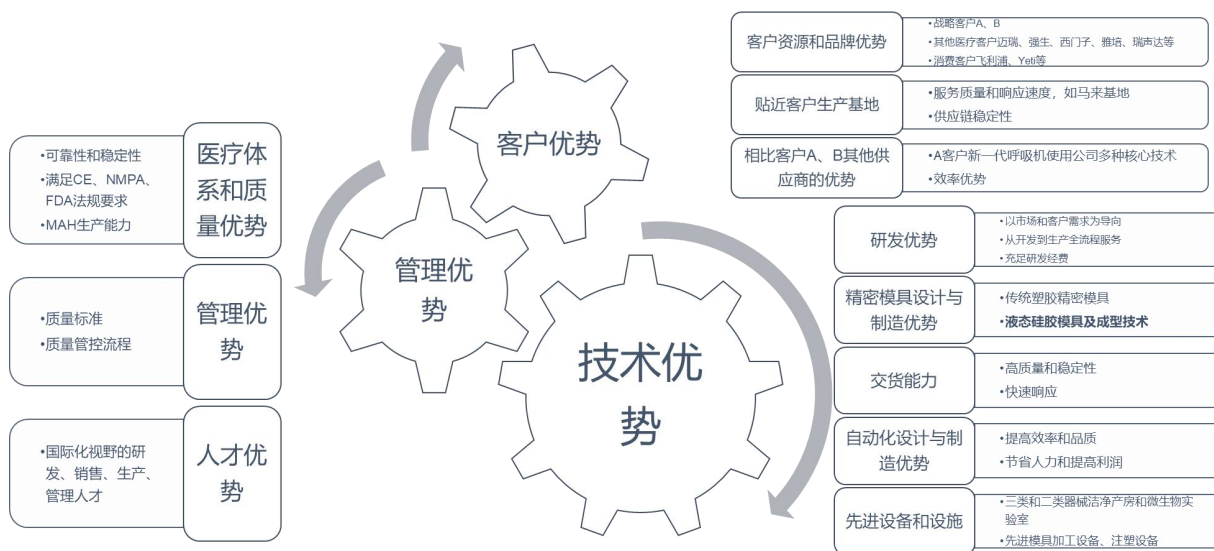 客户优势
管理优
势
技术优
势
医疗体
系和质
量优势
•可靠性和稳定性
•满足CE、NMPA、
FDA法规要求
•MAH生产能力
管理优
势
•质量标准
•质量管控流程
人才优
势
•国际化视野的研
发、销售、生产、
管理人才
客户资源和品牌优势
•战略客户A、B
•其他医疗客户迈瑞、强生、西门子、雅培、瑞声达等
•消费客户飞利浦、Yeti等
贴近客户生产基地
•服务质量和响应速度，如马来基地
•供应链稳定性
相比客户A、B其他供
应商的优势
•A客户新一代呼吸机使用公司多种核心技术
•效率优势
研发优势
•以市场和客户需求为导向
•从开发到生产全流程服务
•充足研发经费
精密模具设计与
制造优势
•传统塑胶精密模具
•液态硅胶模具及成型技术
交货能力
•高质量和稳定性
•快速响应
自动化设计与制
造优势
•提高效率和品质
•节省人力和提高利润
先进设备和设施
•三类和二类器械洁净产房和微生物实
验室
•先进模具加工设备、注塑设备